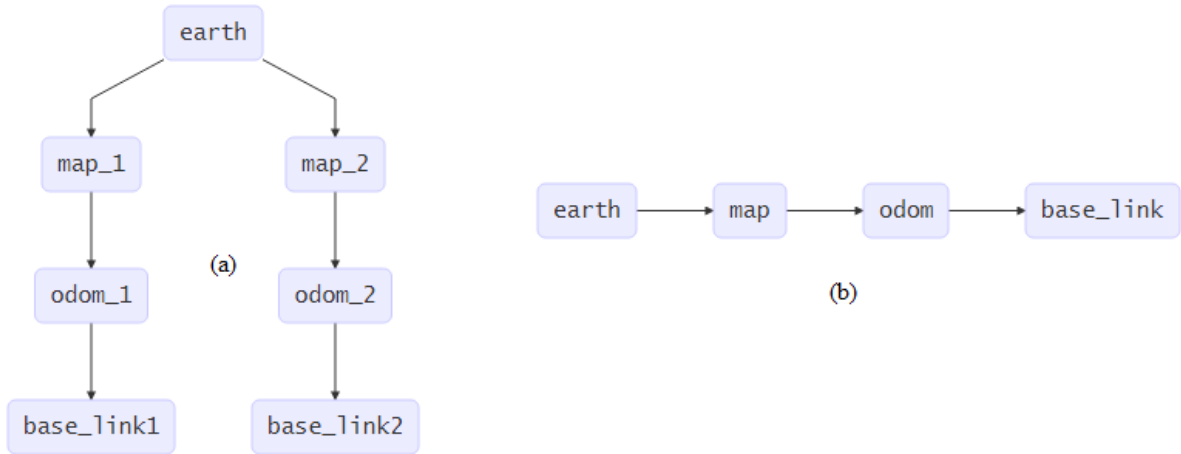 earth
map_1
map_2
odom_1
(a)
odom_2
base_link1
base_link2
earth
map
odom
base_link
(b)